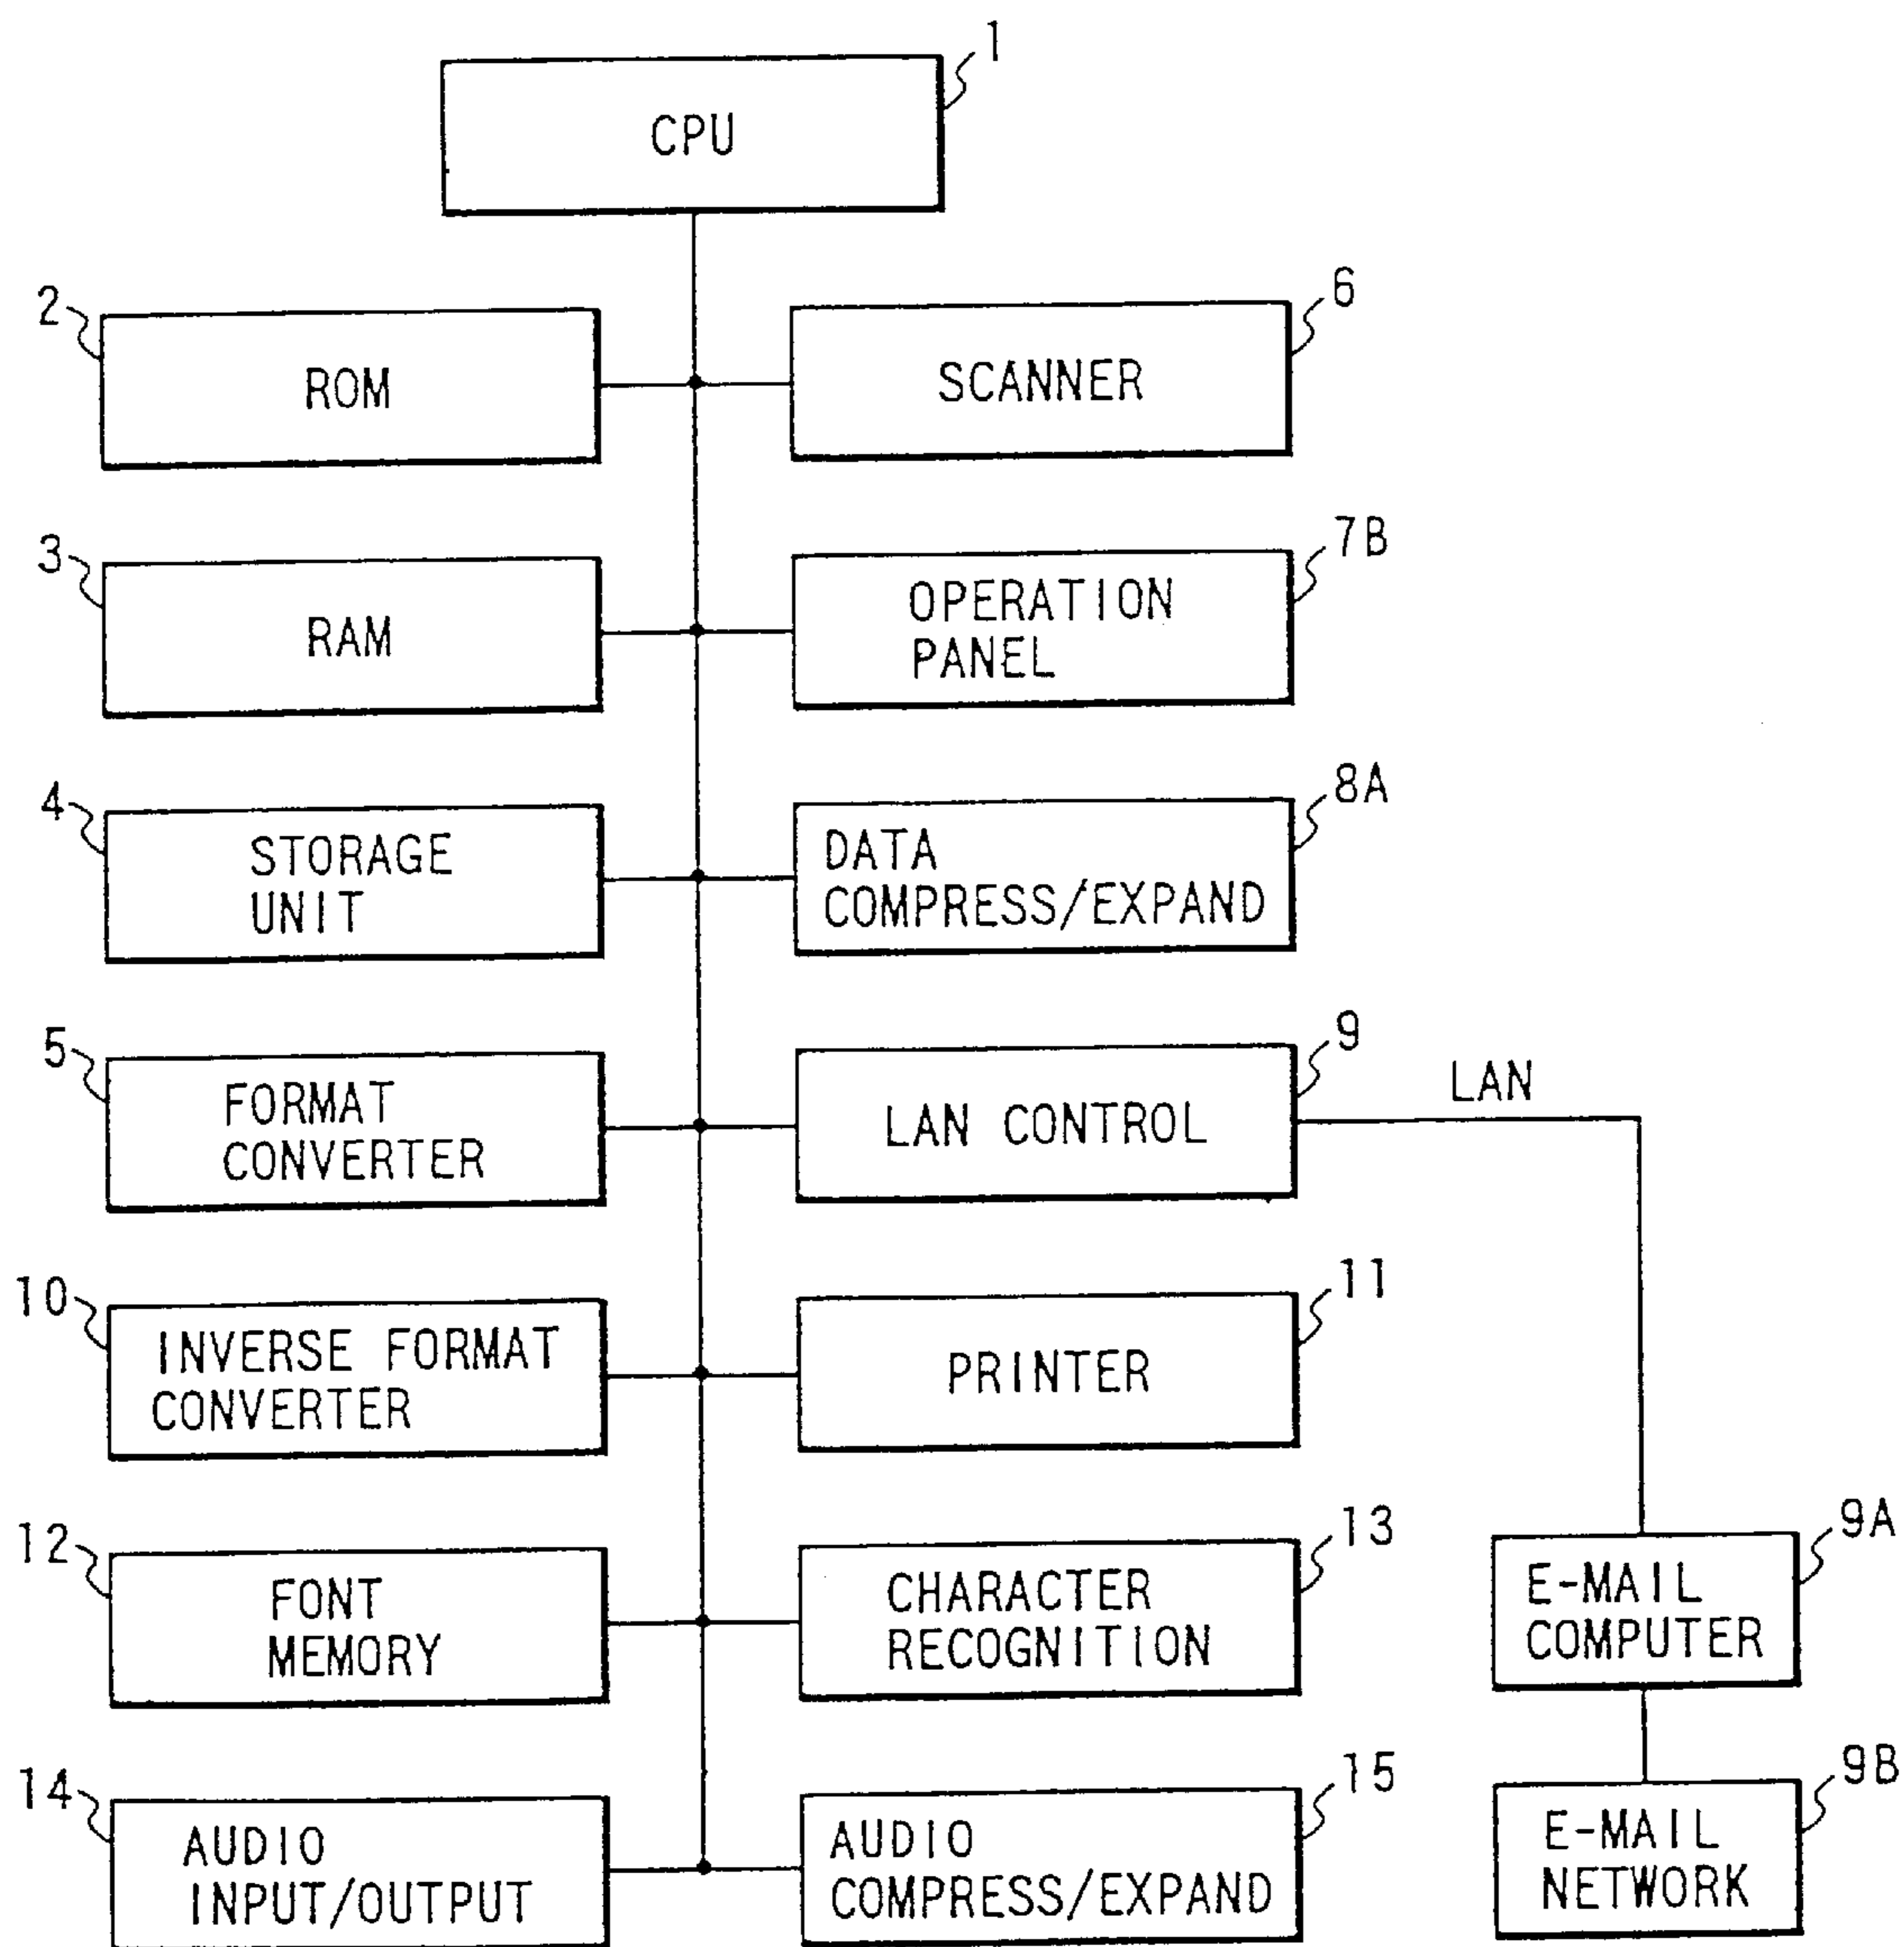 1
CPU
2
ROM
6
SCANNER
3
RAM
7B
OPERATION
PANEL
4
STORAGE
UNIT
8A
DATA
COMPRESS/EXPAND
5
FORMAT
CONVERTER
9
LAN CONTROL
LAN
10
INVERSE FORMAT
CONVERTER
11
PRINTER
12
FONT
MEMORY
13
CHARACTER
RECOGNITION
9A
E-MAIL
COMPUTER
14
AUDIO
INPUT/OUTPUT
15
AUDIO
COMPRESS/EXPAND
9B
E-MAIL
NETWORK